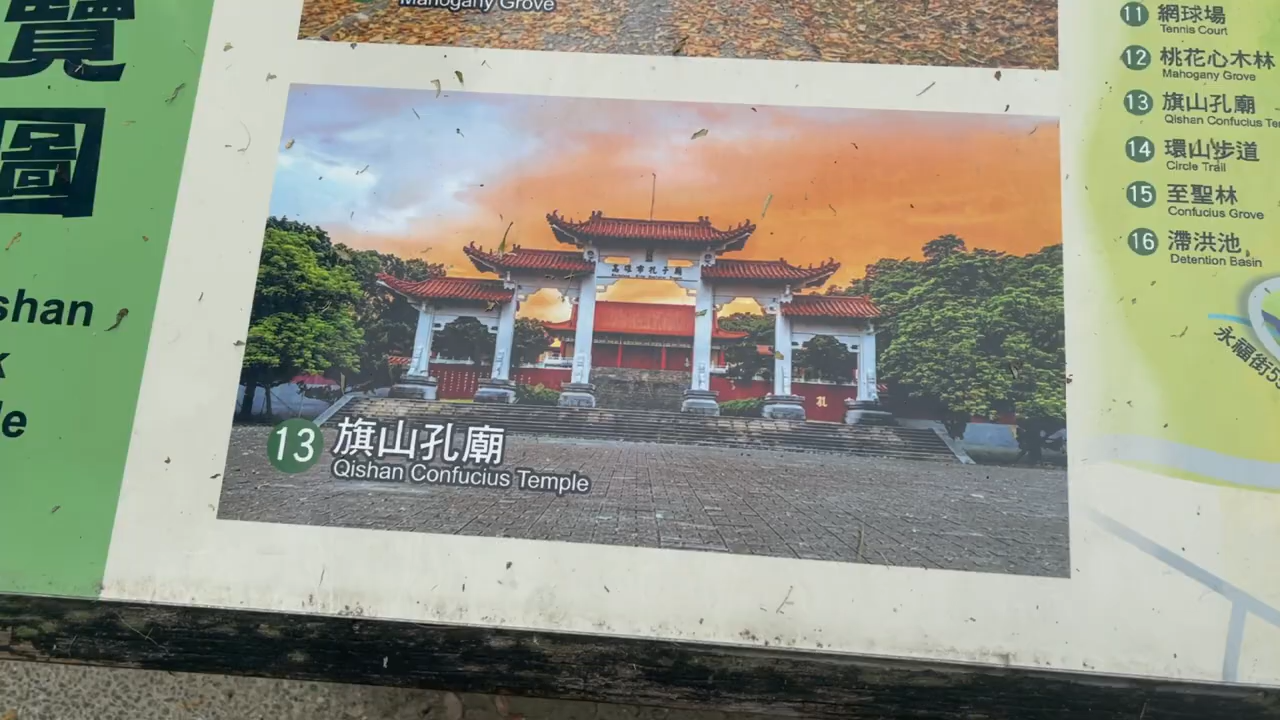 覽
圖
shan
k
le
Mahogany Grove
高雄市孔子廟
孔
13 旗山孔廟
Qishan Confucius Temple
11 網球場
Tennis Court
12 桃花心木林
Mahogany Grove
13 旗山孔廟
Qishan Confucius Te
14 環山步道
Circle Trail
15 至聖林
Confucius Grove
16 滯洪池
Detention Basin
永福街5